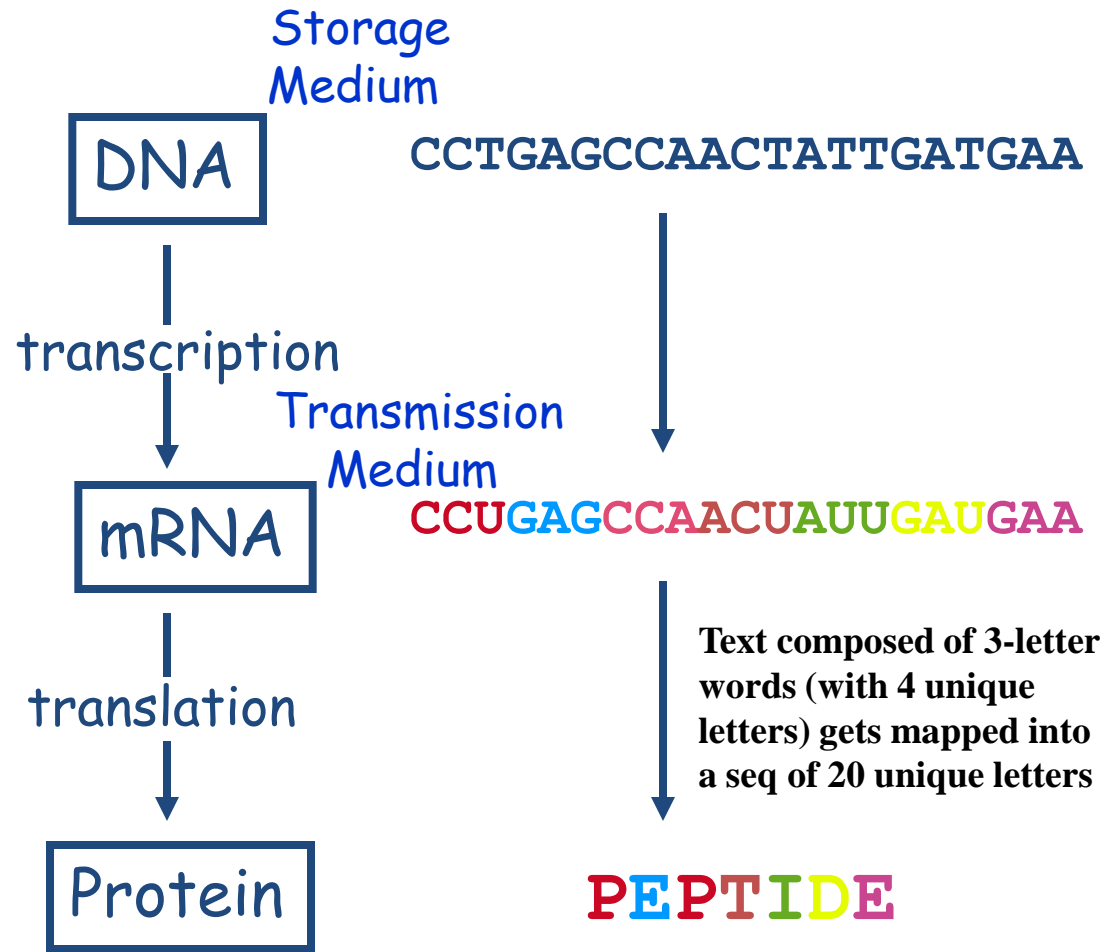 Storage
Medium
DNA
CCTGAGCCAACTATTGATGAA
transcription
Transmission
Medium
mRNA
CCUGAGCCAACUAUUGAUGAA
Text composed of 3-letter
words (with 4 unique
letters) gets mapped into
a seq of 20 unique letters
translation
Protein
PEPTIDE